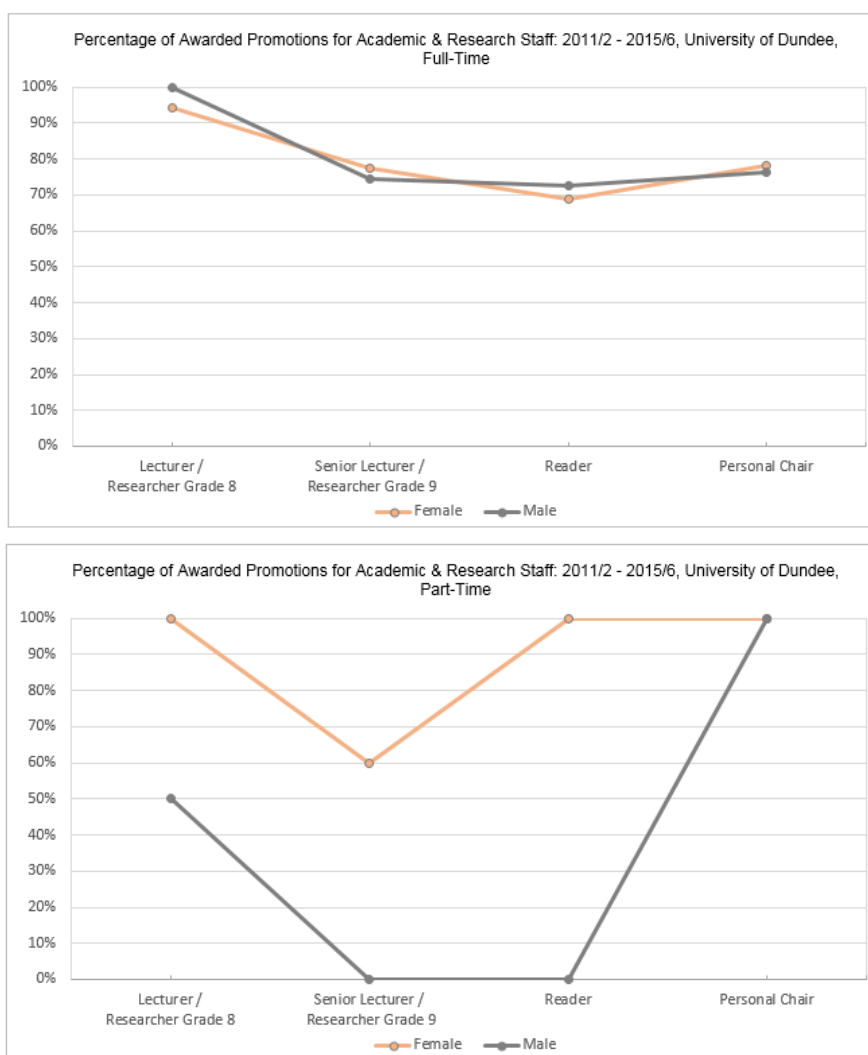 Percentage of Awarded Promotions for Academic & Research Staff: 2011/2 - 2015/6, University of Dundee,
Full-Time
100%
90%
80%
70%
60%
50%
40%
30%
20%
10%
0%
Lecturer /
Researcher Grade 8
Senior Lecturer /
Researcher Grade 9
Reader
Personal Chair
Female
Male
Percentage of Awarded Promotions for Academic & Research Staff: 2011/2 - 2015/6, University of Dundee,
Part-Time
100%
90%
80%
70%
60%
50%
40%
30%
20%
10%
0%
Lecturer /
Researcher Grade 8
Senior Lecturer /
Researcher Grade 9
Reader
Personal Chair
Female
Male